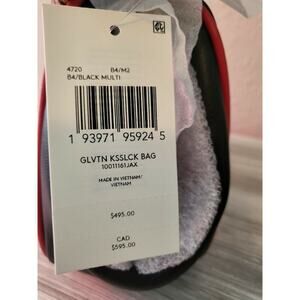 4720 B4/M2
B4/BLACK MULTI
1 93971 95924 5
GLVTN KSSLCK BAG
10011161JAX
MADE IN VIETNAM/
VIETNAM
$495.00
CAD
$595.00